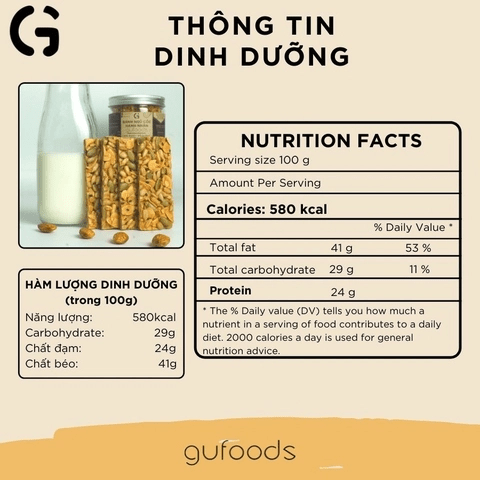 G
THÔNG TIN
DINH DƯỠNG
HÀM LƯỢNG DINH DƯỠNG
(trong 100g)
Năng lượng: 580kcal
Carbohydrate: 29g
Chất đạm: 24g
Chất béo: 41g
NUTRITION FACTS
Serving size 100 g
Amount Per Serving
Calories: 580 kcal
% Daily Value *
Total fat 41 g 53 %
Total carbohydrate 29 g 11 %
Protein 24 g
* The % Daily value (DV) tells you how much a
nutrient in a serving of food contributes to a daily
diet. 2000 calories a day is used for general
nutrition advice.
gufoods